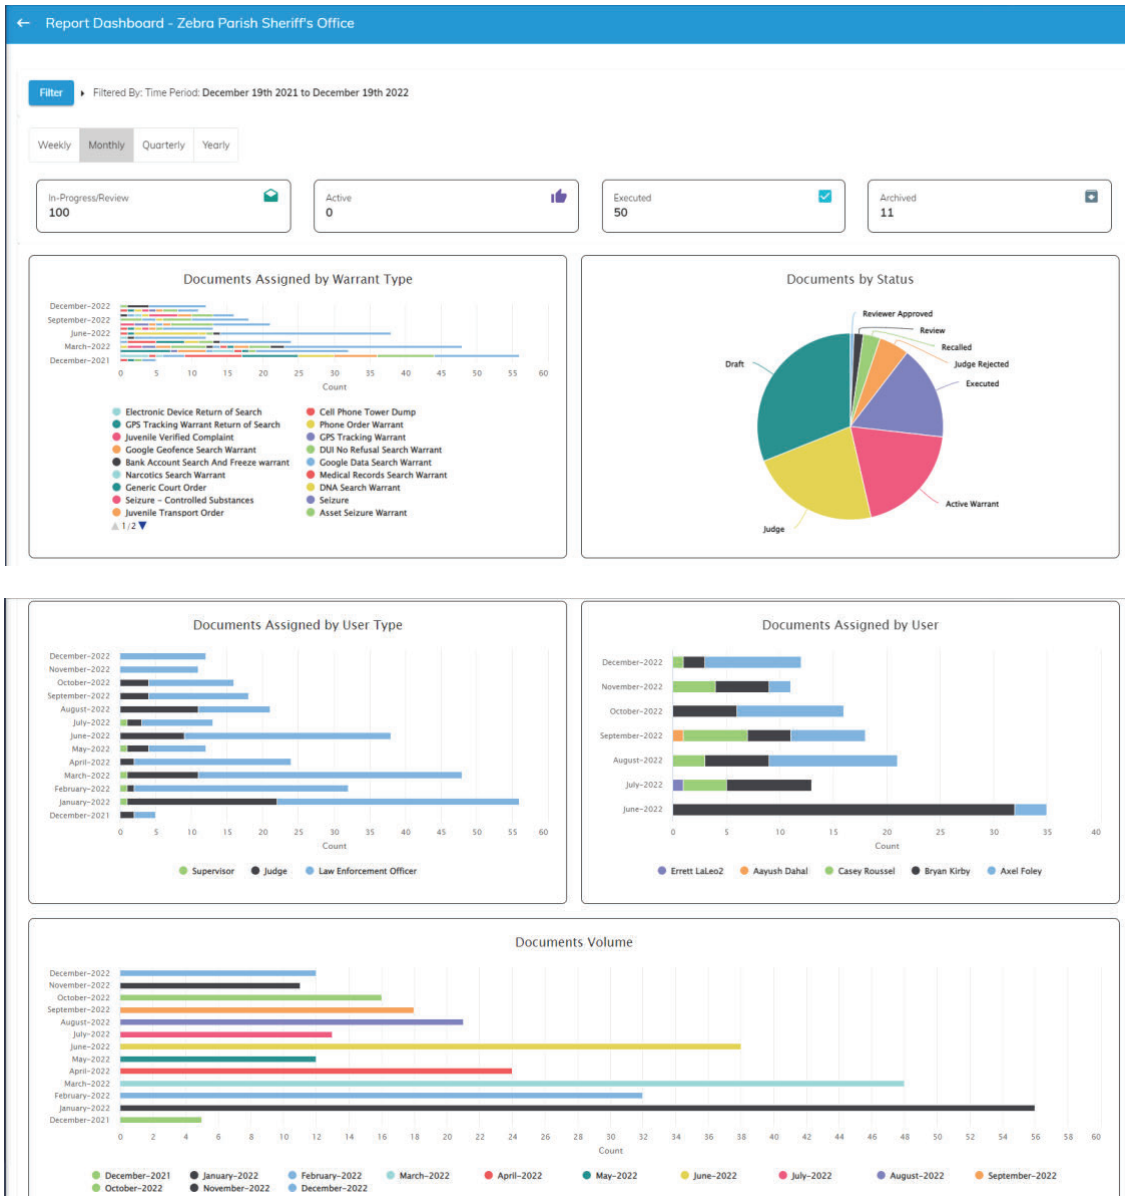 ← Report Dashboard - Zebra Parish Sheriff's Office
Filter ▸ Filtered By: Time Period: December 19th 2021 to December 19th 2022
Weekly Monthly Quarterly Yearly
In-Progress/Review
100
Active
0
Executed
50
Archived
11
Documents Assigned by Warrant Type
December-2022
September-2022
June-2022
March-2022
December-2021
0 5 10 15 20 25 30 35 40 45 50 55 60
Count
Electronic Device Return of Search
GPS Tracking Warrant Return of Search
Juvenile Verified Complaint
Google Geofence Search Warrant
Bank Account Search And Freeze warrant
Narcotics Search Warrant
Generic Court Order
Seizure - Controlled Substances
Juvenile Transport Order
Cell Phone Tower Dump
Phone Order Warrant
GPS Tracking Warrant
DUI No Refusal Search Warrant
Google Data Search Warrant
Medical Records Search Warrant
DNA Search Warrant
Seizure
Asset Seizure Warrant
▲ 1/2 ▼
Documents by Status
Reviewer Approved
Review
Recalled
Judge Rejected
Executed
Active Warrant
Judge
Draft
Documents Assigned by User Type
December-2022
November-2022
October-2022
September-2022
August-2022
July-2022
June-2022
May-2022
April-2022
March-2022
February-2022
January-2022
December-2021
0 5 10 15 20 25 30 35 40 45 50 55 60
Count
Supervisor Judge Law Enforcement Officer
Documents Assigned by User
December-2022
November-2022
October-2022
September-2022
August-2022
July-2022
June-2022
0 5 10 15 20 25 30 35 40
Count
Errett LaLeo2 Aayush Dahal Casey Roussel Bryan Kirby Axel Foley
Documents Volume
December-2022
November-2022
October-2022
September-2022
August-2022
July-2022
June-2022
May-2022
April-2022
March-2022
February-2022
January-2022
December-2021
0 2 4 6 8 10 12 14 16 18 20 22 24 26 28 30 32 34 36 38 40 42 44 46 48 50 52 54 56 58 60
Count
December-2021 January-2022 February-2022 March-2022 April-2022 May-2022 June-2022 July-2022 August-2022 September-2022
October-2022 November-2022 December-2022